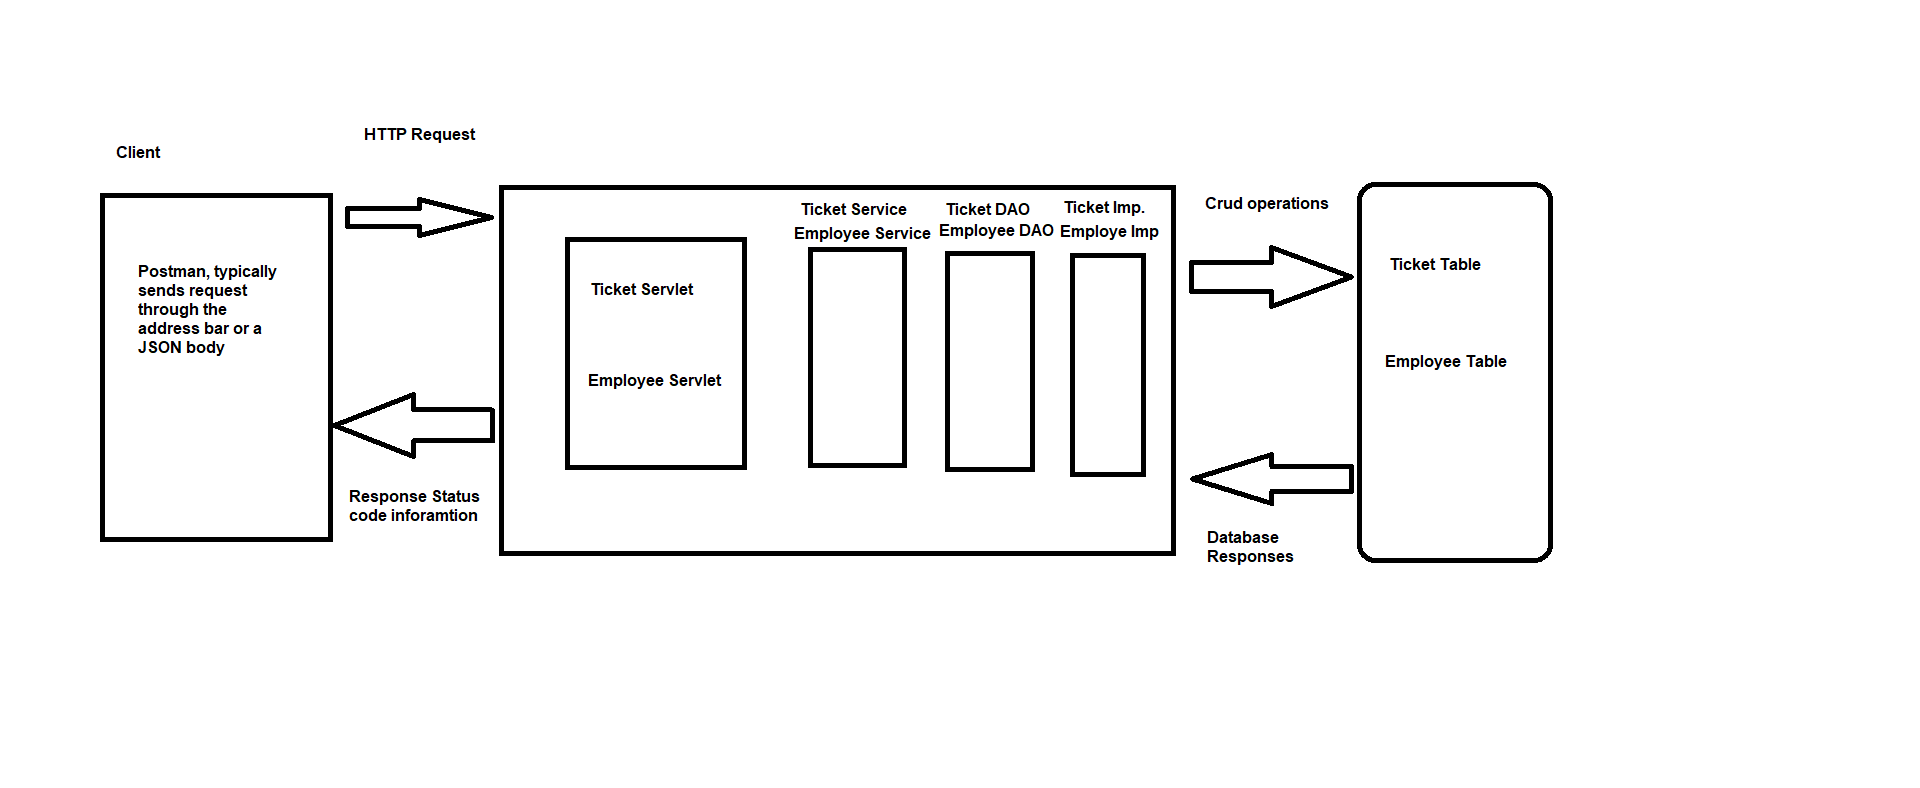 Client
HTTP Request
Postman, typically
sends request
through the
address bar or a
JSON body
Response Status
code inforamtion
Ticket Servlet
Employee Servlet
Ticket Service
Employee Service
Ticket DAO
Employee DAO
Ticket Imp.
Employe Imp
Crud operations
Database
Responses
Ticket Table
Employee Table